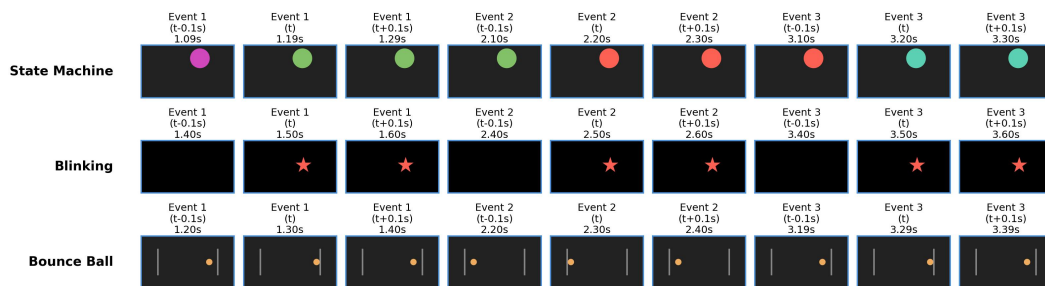 Event 1 Event 1 Event 1 Event 2 Event 2 Event 2 Event 3 Event 3 Event 3
(t-0.1s) (t) (t+0.1s) (t-0.1s) (t) (t+0.1s) (t-0.1s) (t) (t+0.1s)
1.09s 1.19s 1.29s 2.10s 2.20s 2.30s 3.10s 3.20s 3.30s
State Machine
Event 1 Event 1 Event 1 Event 2 Event 2 Event 2 Event 3 Event 3 Event 3
(t-0.1s) (t) (t+0.1s) (t-0.1s) (t) (t+0.1s) (t-0.1s) (t) (t+0.1s)
1.40s 1.50s 1.60s 2.40s 2.50s 2.60s 3.40s 3.50s 3.60s
Blinking
Event 1 Event 1 Event 1 Event 2 Event 2 Event 2 Event 3 Event 3 Event 3
(t-0.1s) (t) (t+0.1s) (t-0.1s) (t) (t+0.1s) (t-0.1s) (t) (t+0.1s)
1.20s 1.30s 1.40s 2.20s 2.30s 2.40s 3.19s 3.29s 3.39s
Bounce Ball